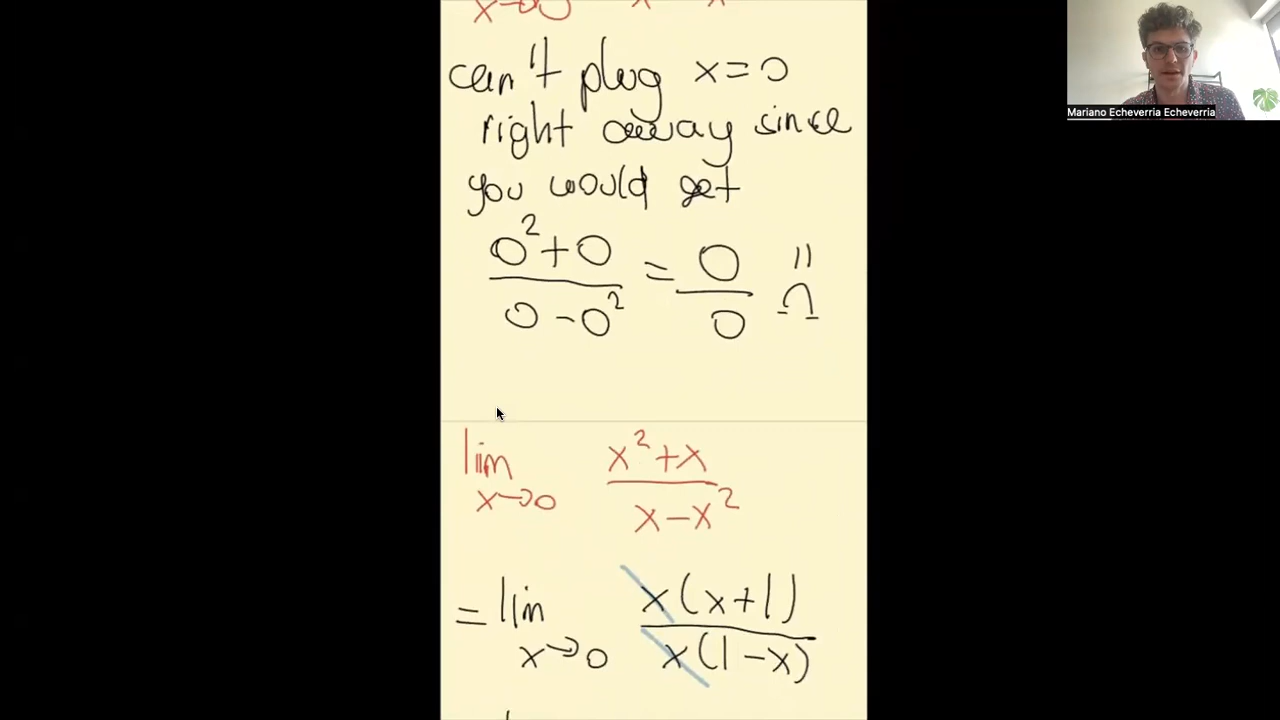 x→0
can't plug x=0
right away since
you would get
0²+0
0-0²
= 0
0
lim
x→0
x²+x
x-x²
= lim
x→0
x(x+1)
x(1-x)
Mariano Echeverria Echeverria